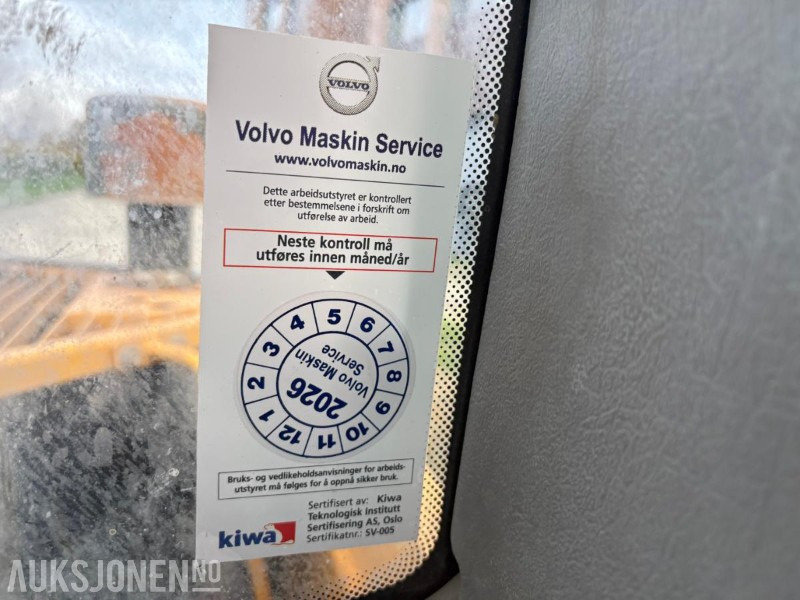 VOLVO
Volvo Maskin Service
www.volvomaskin.no
Dette arbeidsutstyret er kontrollert
etter bestemmelsene i forskrift om
utførelse av arbeid.
Neste kontroll må
utføres innen måned/år
1 2 3 4 5 6 7 8 9 10 11 12
Volvo Maskin
Service
2026
Bruks- og vedlikeholdsanvisninger for arbeids-
utstyret må følges for å oppnå sikker bruk.
kiwa
Sertifisert av: Kiwa
Teknologisk Institutt
Sertifisering AS, Oslo
Sertifikatnr.: SV-005
AUKSJONEN.NO